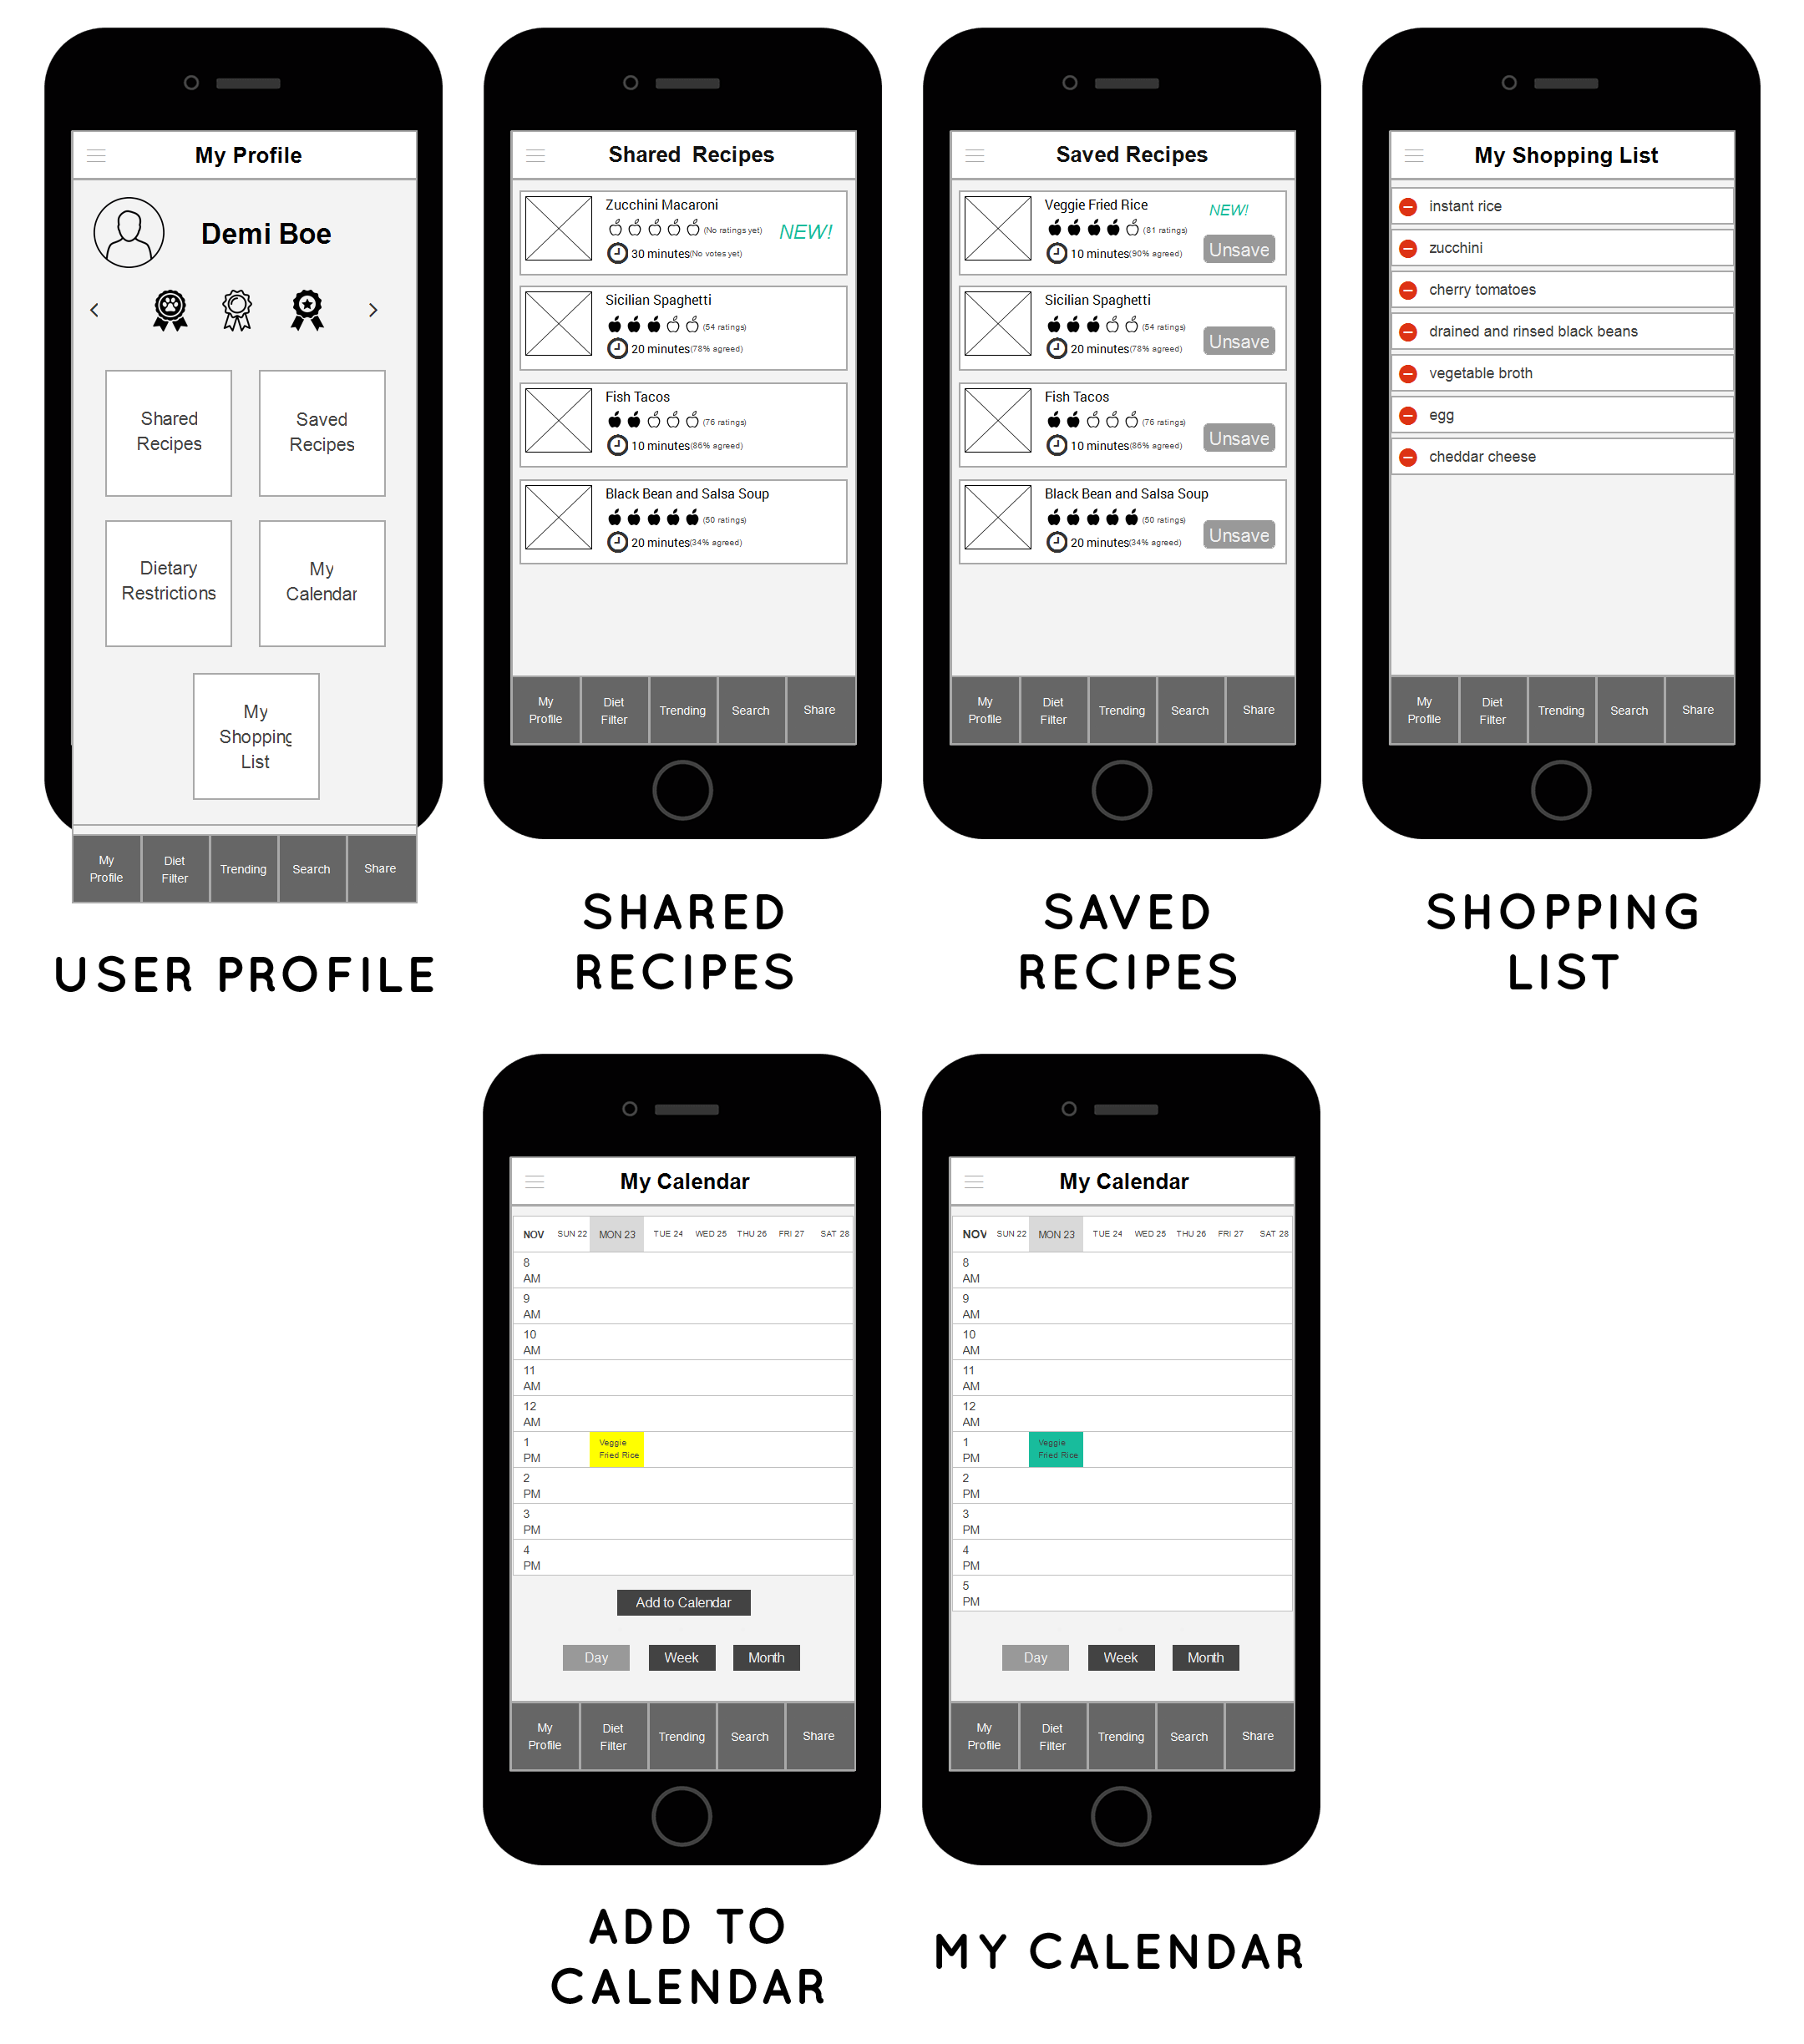 My Profile
Demi Boe
Shared
Recipes
Saved
Recipes
Dietary
Restrictions
My
Calendar
My
Shopping
List
My
Profile
Diet
Filter
Trending
Search
Share
USER PROFILE
Shared Recipes
Zucchini Macaroni
(No ratings yet)
NEW!
30 minutes(No votes yet)
Sicilian Spaghetti
(54 ratings)
20 minutes(78% agreed)
Fish Tacos
(76 ratings)
10 minutes(86% agreed)
Black Bean and Salsa Soup
(50 ratings)
20 minutes(34% agreed)
My
Profile
Diet
Filter
Trending
Search
Share
SHARED
RECIPES
Saved Recipes
Veggie Fried Rice
NEW!
(81 ratings)
10 minutes(90% agreed)
Unsave
Sicilian Spaghetti
(54 ratings)
20 minutes(78% agreed)
Unsave
Fish Tacos
(76 ratings)
10 minutes(86% agreed)
Unsave
Black Bean and Salsa Soup
(50 ratings)
20 minutes(34% agreed)
Unsave
My
Profile
Diet
Filter
Trending
Search
Share
SAVED
RECIPES
My Shopping List
instant rice
zucchini
cherry tomatoes
drained and rinsed black beans
vegetable broth
egg
cheddar cheese
My
Profile
Diet
Filter
Trending
Search
Share
SHOPPING
LIST
My Calendar
NOV SUN 22 MON 23 TUE 24 WED 25 THU 26 FRI 27 SAT 28
8
AM
9
AM
10
AM
11
AM
12
AM
1
PM
Veggie
Fried Rice
2
PM
3
PM
4
PM
Add to Calendar
Day Week Month
My
Profile
Diet
Filter
Trending
Search
Share
ADD TO
CALENDAR
My Calendar
NOV SUN 22 MON 23 TUE 24 WED 25 THU 26 FRI 27 SAT 28
8
AM
9
AM
10
AM
11
AM
12
AM
1
PM
Veggie
Fried Rice
2
PM
3
PM
4
PM
5
PM
Day Week Month
My
Profile
Diet
Filter
Trending
Search
Share
MY CALENDAR